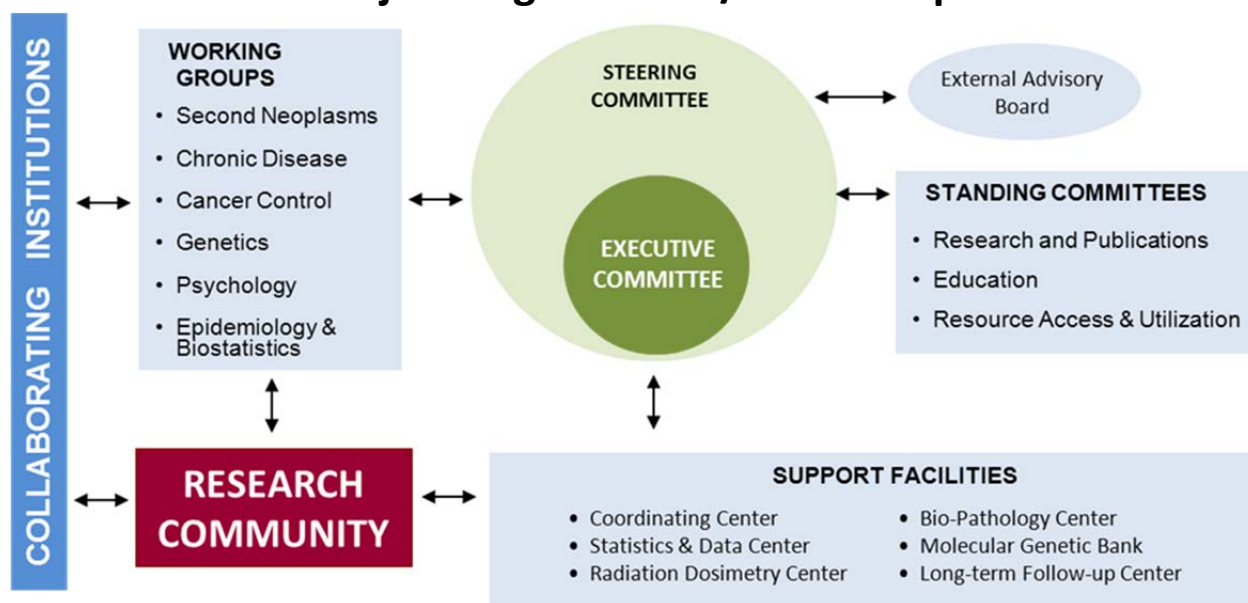 COLLABORATING INSTITUTIONS
WORKING
GROUPS
• Second Neoplasms
• Chronic Disease
• Cancer Control
• Genetics
• Psychology
• Epidemiology &
Biostatistics
STEERING
COMMITTEE
EXECUTIVE
COMMITTEE
External Advisory
Board
STANDING COMMITTEES
• Research and Publications
• Education
• Resource Access & Utilization
RESEARCH
COMMUNITY
SUPPORT FACILITIES
• Coordinating Center
• Statistics & Data Center
• Radiation Dosimetry Center
• Bio-Pathology Center
• Molecular Genetic Bank
• Long-term Follow-up Center